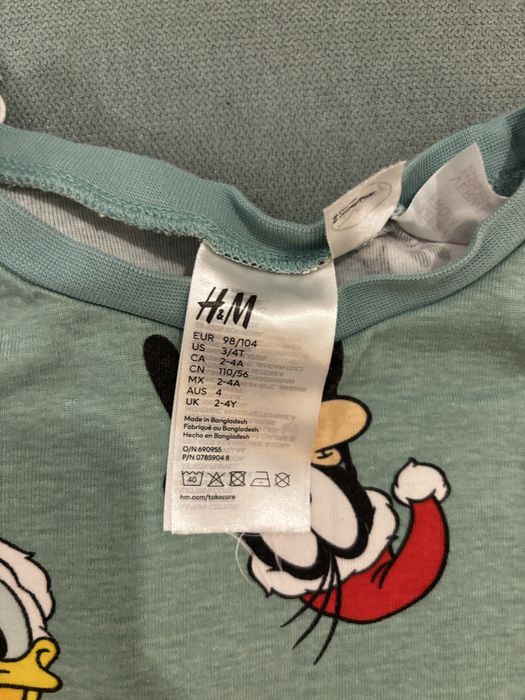 H&M
EUR 98/104
US 3/4T
CA 2-4A
CN 110/56
MX 2-4A
AUS 4
UK 2-4Y
Made in Bangladesh
Fabriqué au Bangladesh
Hecho en Bangladesh
O/N 690955
P/N 0785904 8
40
hm.com/takecare